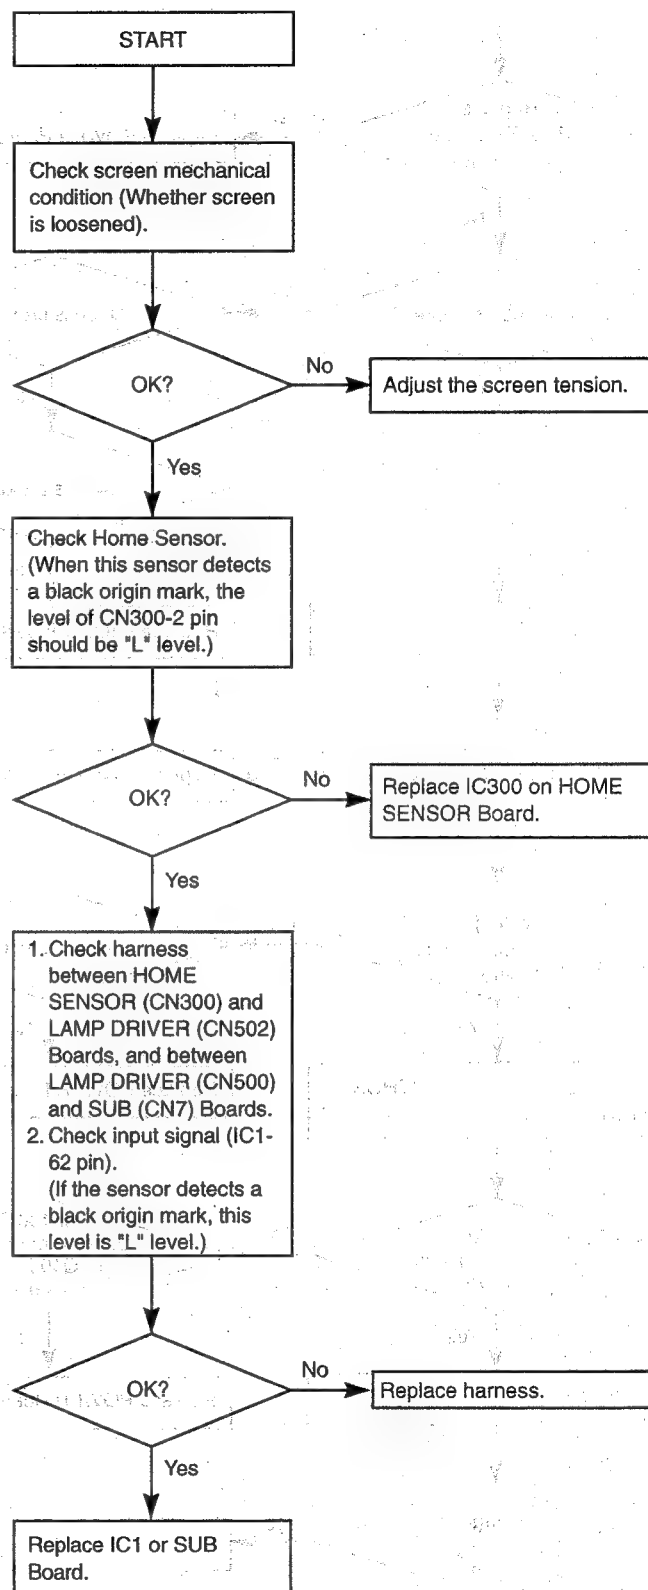 START
Check screen mechanical
condition (Whether screen
is loosened).
OK?
No
Adjust the screen tension.
Yes
Check Home Sensor.
(When this sensor detects
a black origin mark, the
level of CN300-2 pin
should be "L" level.)
OK?
No
Replace IC300 on HOME
SENSOR Board.
Yes
1. Check harness
between HOME
SENSOR (CN300) and
LAMP DRIVER (CN502)
Boards, and between
LAMP DRIVER (CN500)
and SUB (CN7) Boards.
2. Check input signal (IC1-
62 pin).
(If the sensor detects a
black origin mark, this
level is "L" level.)
OK?
No
Replace harness.
Yes
Replace IC1 or SUB
Board.